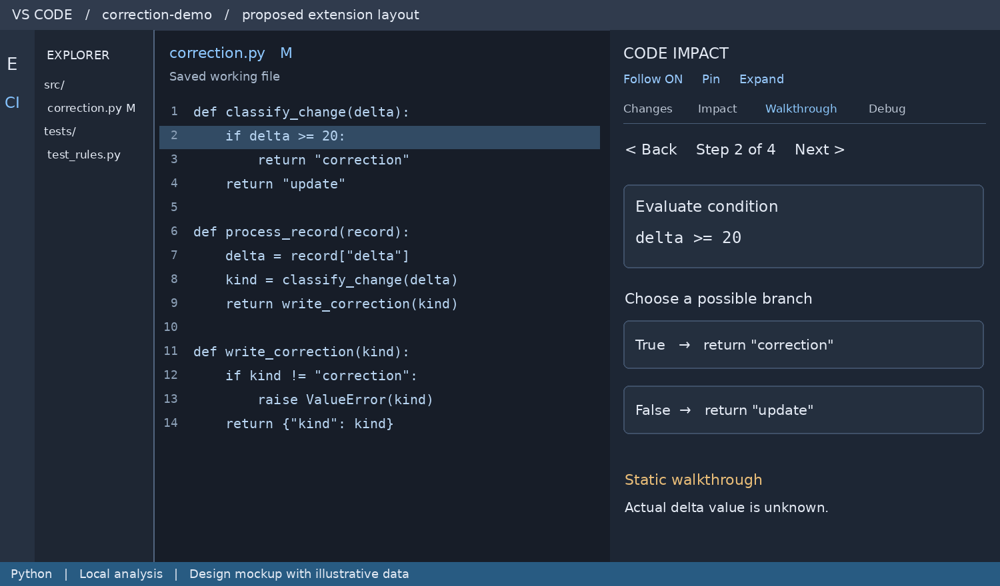 VS CODE / correction-demo / proposed extension layout
E
CI
EXPLORER
src/
correction.py M
tests/
test_rules.py
correction.py M
Saved working file
1 def classify_change(delta):
2     if delta >= 20:
3         return "correction"
4     return "update"
5
6 def process_record(record):
7     delta = record["delta"]
8     kind = classify_change(delta)
9     return write_correction(kind)
10
11 def write_correction(kind):
12     if kind != "correction":
13         raise ValueError(kind)
14     return {"kind": kind}
CODE IMPACT
Follow ON Pin Expand
Changes Impact Walkthrough Debug
< Back Step 2 of 4 Next >
Evaluate condition
delta >= 20
Choose a possible branch
True → return "correction"
False → return "update"
Static walkthrough
Actual delta value is unknown.
Python | Local analysis | Design mockup with illustrative data